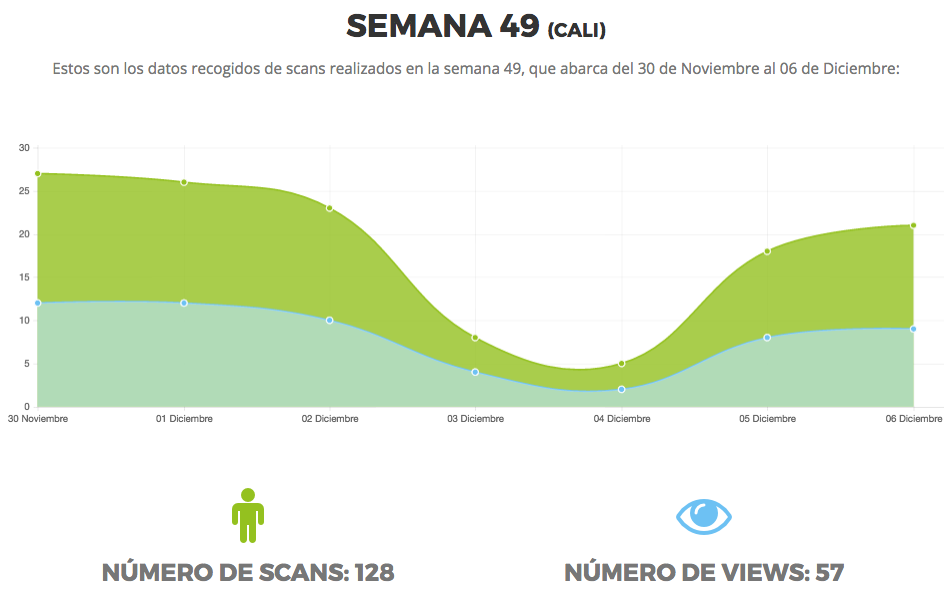 SEMANA 49 (CALI)
Estos son los datos recogidos de scans realizados en la semana 49, que abarca del 30 de Noviembre al 06 de Diciembre:
30
25
20
15
10
5
0
30 Noviembre 01 Diciembre 02 Diciembre 03 Diciembre 04 Diciembre 05 Diciembre 06 Diciembre
NÚMERO DE SCANS: 128 NÚMERO DE VIEWS: 57